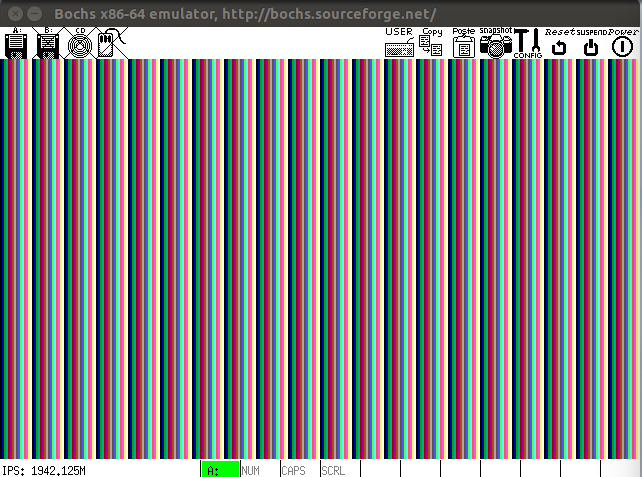 Bochs x86-64 emulator, http://bochs.sourceforge.net/
A: B: CD USER Copy Paste snapshot CONFIG Reset SUSPEND Power
IPS: 1942.125M A: NUM CAPS SCRL